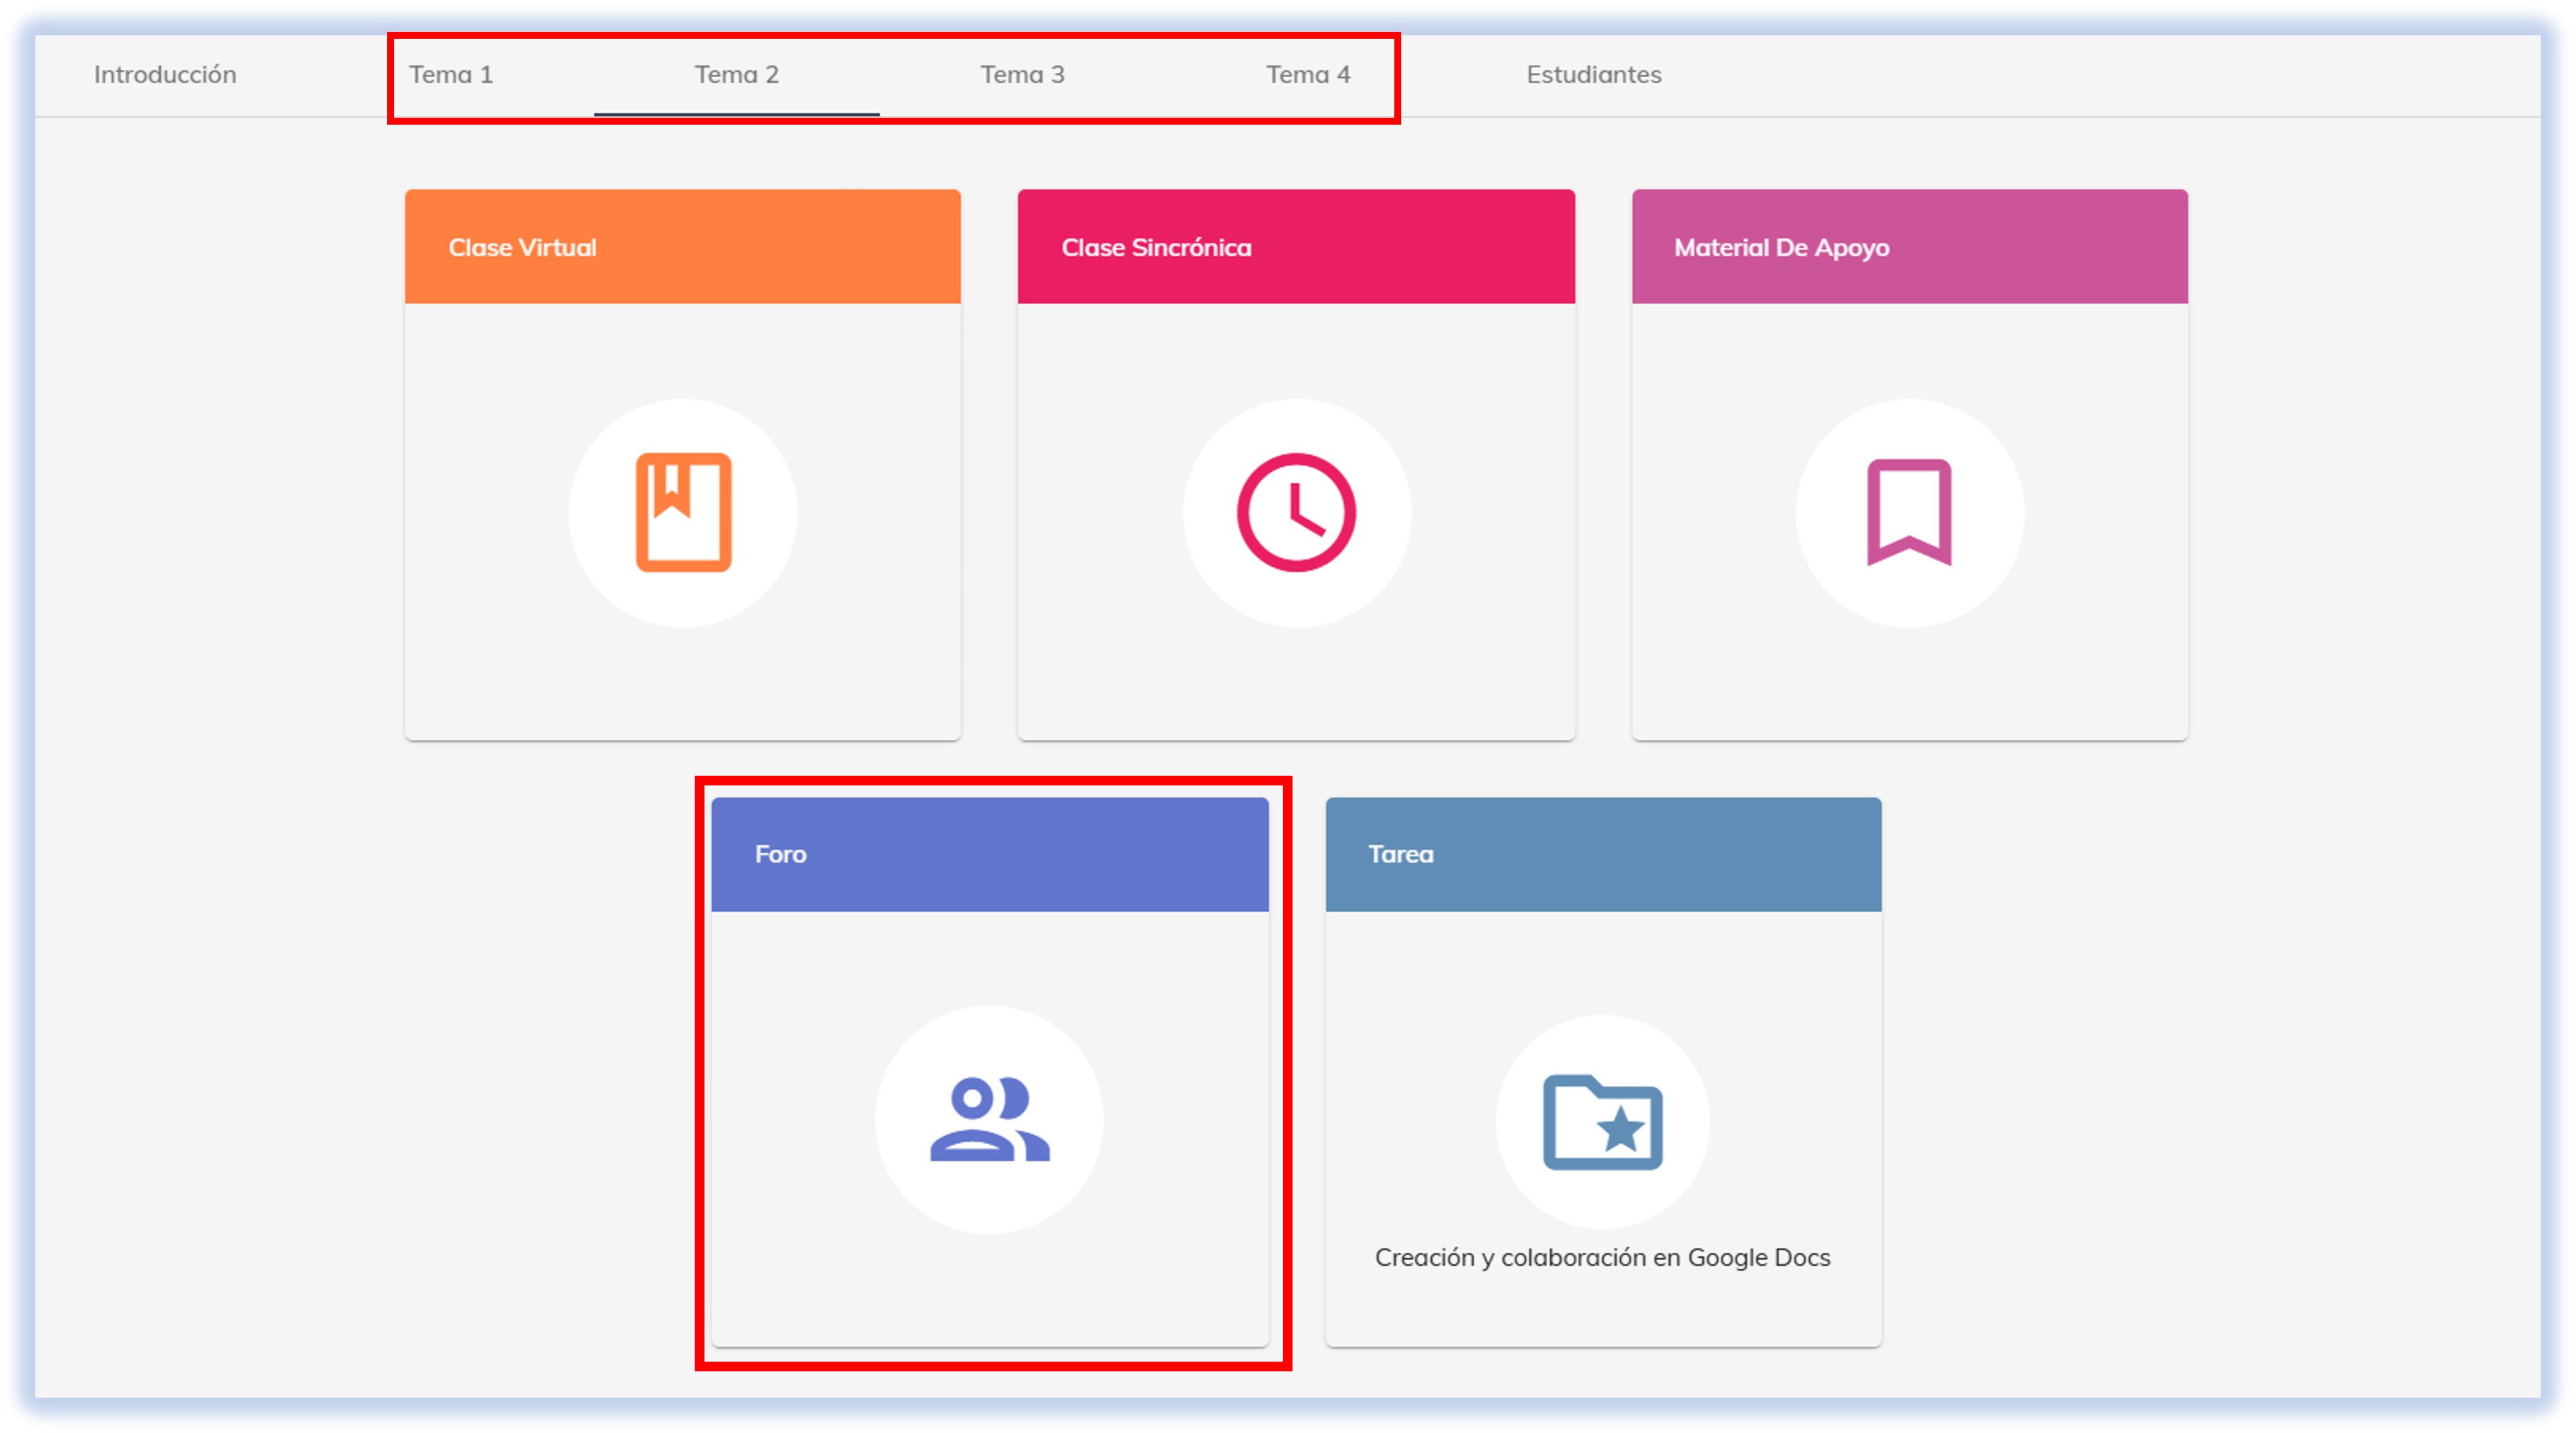 Introducción Tema 1 Tema 2 Tema 3 Tema 4 Estudiantes
Clase Virtual
Clase Sincrónica
Material De Apoyo
Foro
Tarea
Creación y colaboración en Google Docs